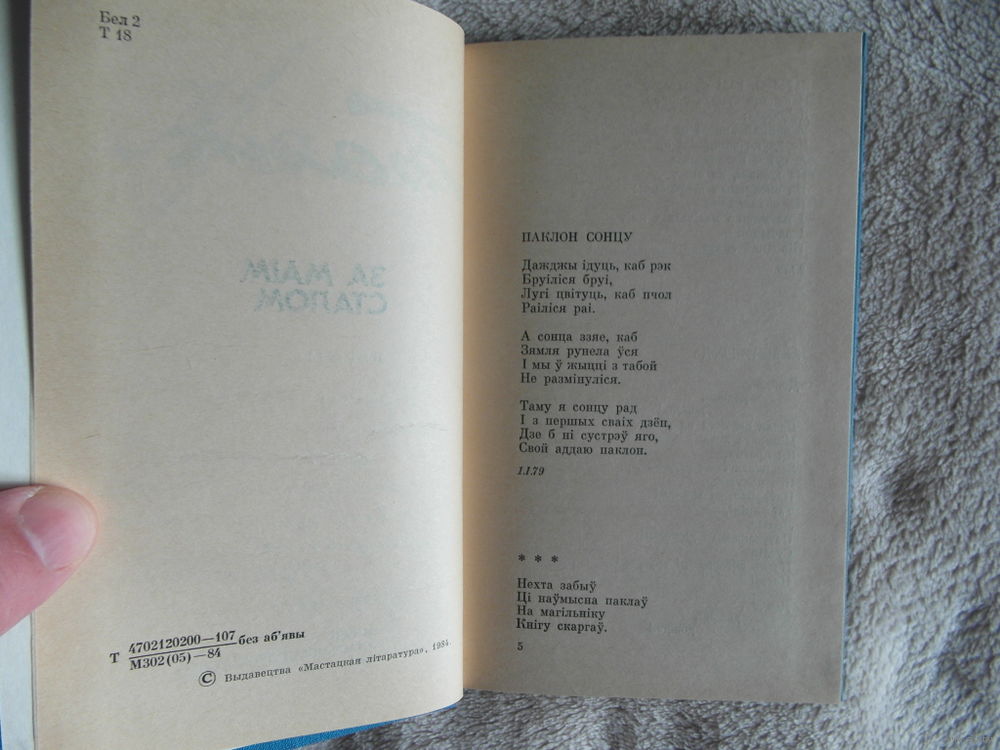 Бел 2
Т 18
ЗА МАІМ
СТАЛОМ
Т 4702120200—107 без аб'явы
М302(05)—84
© Выдавецтва «Мастацкая літаратура», 1984.
ПАКЛОН СОНЦУ
Дажджы ідуць, каб рэк
Бруіліся бруі,
Лугі цвітуць, каб пчол
Раіліся раі.
А сонца ззяе, каб
Зямля рунела ўся
І мы ў жыцці з табой
Не размінуліся.
Таму я сонцу рад
І з першых сваіх дзён,
Дзе б ні сустрэў яго,
Свой аддаю паклон.
1.I.79
* * *
Нехта забыў
Ці наўмысна паклаў
На магільніку
Кнігу скаргаў.
5